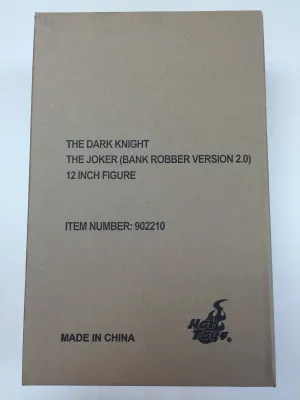 THE DARK KNIGHT
THE JOKER (BANK ROBBER VERSION 2.0)
12 INCH FIGURE
ITEM NUMBER: 902210
MADE IN CHINA
Hot Toys®